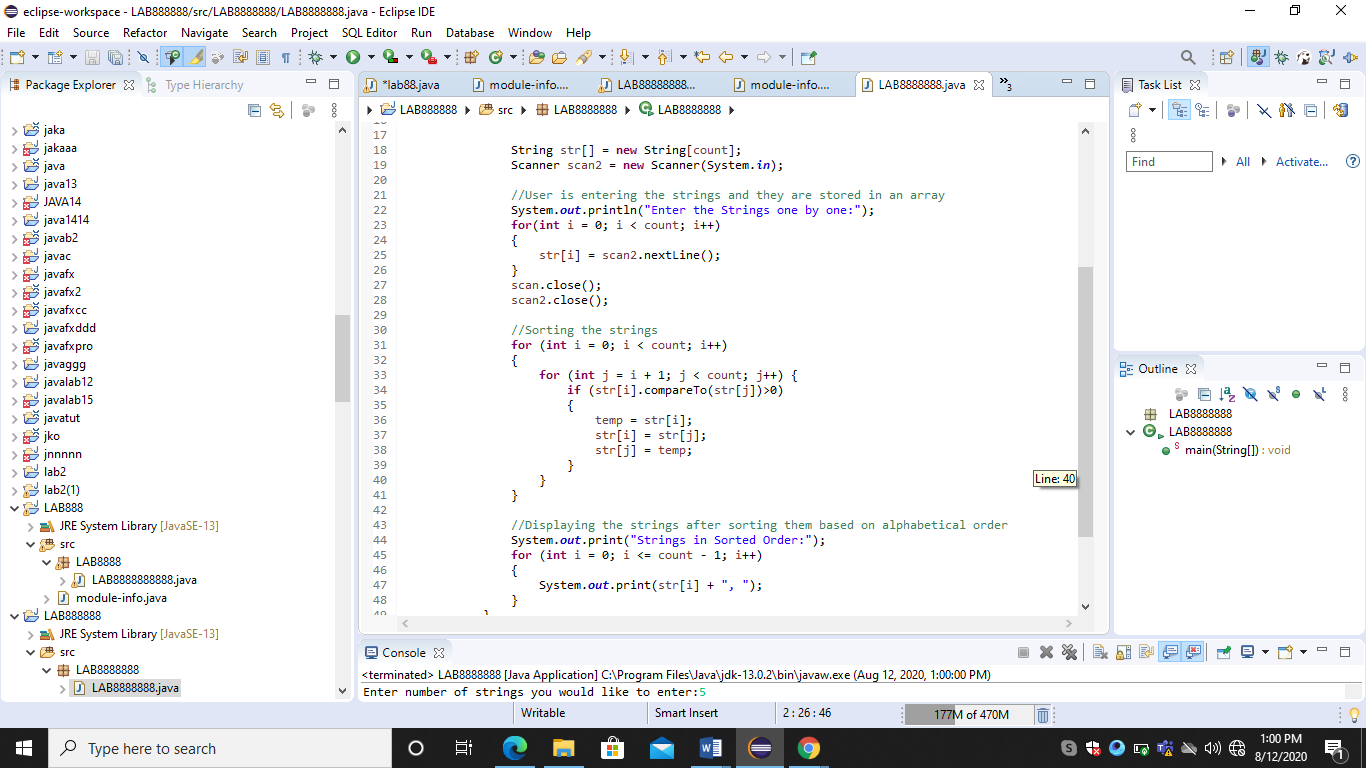 eclipse-workspace - LAB888888/src/LAB8888888/LAB8888888.java - Eclipse IDE
File Edit Source Refactor Navigate Search Project SQL Editor Run Database Window Help
Package Explorer Type Hierarchy
jaka
jakaaa
java
java13
JAVA14
java1414
javab2
javac
javafx
javafx2
javafxcc
javafxddd
javafxpro
javaggg
javalab12
javalab15
javatut
jko
jnnnnn
lab2
lab2(1)
LAB888
JRE System Library [JavaSE-13]
src
LAB8888
LAB8888888888.java
module-info.java
LAB888888
JRE System Library [JavaSE-13]
src
LAB8888888
LAB8888888.java
*lab88.java module-info.... LAB88888888... module-info.... LAB8888888.java »3
LAB888888 src LAB8888888 LAB8888888
17
18 String str[] = new String[count];
19 Scanner scan2 = new Scanner(System.in);
20
21 //User is entering the strings and they are stored in an array
22 System.out.println("Enter the Strings one by one:");
23 for(int i = 0; i < count; i++)
24 {
25 str[i] = scan2.nextLine();
26 }
27 scan.close();
28 scan2.close();
29
30 //Sorting the strings
31 for (int i = 0; i < count; i++)
32 {
33 for (int j = i + 1; j < count; j++) {
34 if (str[i].compareTo(str[j])>0)
35 {
36 temp = str[i];
37 str[i] = str[j];
38 str[j] = temp;
39 }
40 }
41 }
42
43 //Displaying the strings after sorting them based on alphabetical order
44 System.out.print("Strings in Sorted Order:");
45 for (int i = 0; i <= count - 1; i++)
46 {
47 System.out.print(str[i] + ", ");
48 }
Line: 40
Task List
Find All Activate...
Outline
LAB8888888
LAB8888888
main(String[]) : void
Console
<terminated> LAB8888888 [Java Application] C:\Program Files\Java\jdk-13.0.2\bin\javaw.exe (Aug 12, 2020, 1:00:00 PM)
Enter number of strings you would like to enter:5
Writable Smart Insert 2 : 26 : 46 177M of 470M
Type here to search
1:00 PM
8/12/2020
1